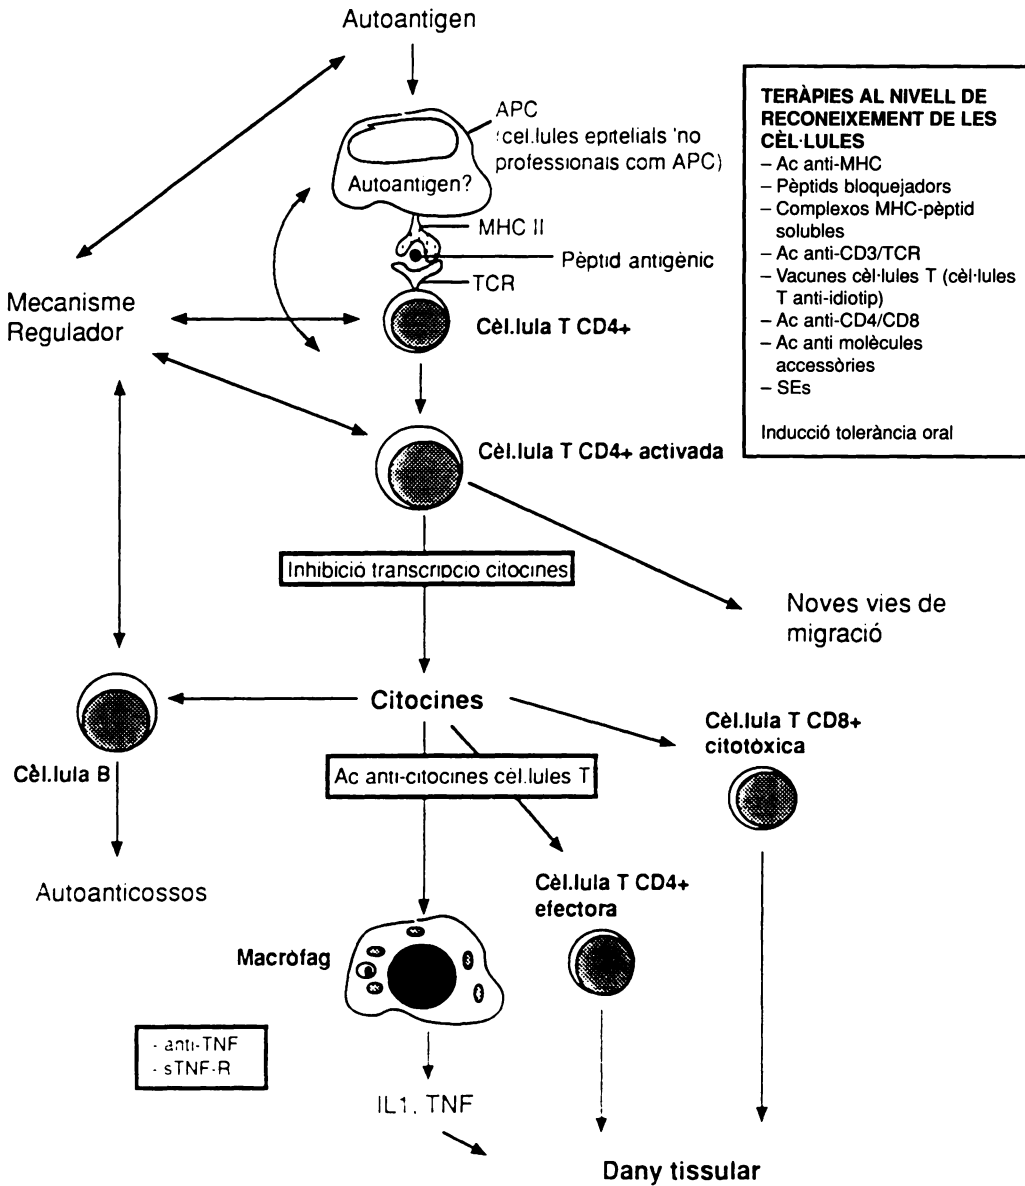 Autoantigen
APC
(cel.lules epitelials 'no
professionals com APC)
Autoantigen?
MHC II
Pèptid antigènic
TCR
Cèl.lula T CD4+
Mecanisme
Regulador
Cèl.lula T CD4+ activada
Inhibició transcripcio citocines
Noves vies de
migració
Citocines
Cèl.lula T CD8+
citotòxica
Cèl.lula B
Ac anti-citocines cèl.lules T
Autoanticossos
Cèl.lula T CD4+
efectora
Macròfag
- anti-TNF
- sTNF-R
IL1, TNF
Dany tissular
TERÀPIES AL NIVELL DE
RECONEIXEMENT DE LES
CÈL·LULES
– Ac anti-MHC
– Pèptids bloquejadors
– Complexos MHC-pèptid
solubles
– Ac anti-CD3/TCR
– Vacunes cèl·lules T (cèl·lules
T anti-idiotip)
– Ac anti-CD4/CD8
– Ac anti molècules
accessòries
– SEs
Inducció tolerància oral